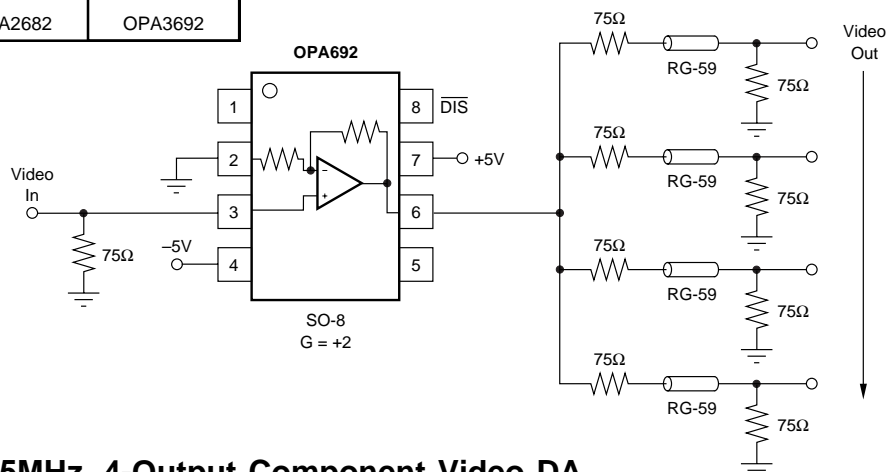 A2682 OPA3692
OPA692
1
8 DIS
2
7 +5V
Video
In
3
6
75Ω
–5V
4
5
SO-8
G = +2
75Ω
RG-59
75Ω
Video
Out
75Ω
RG-59
75Ω
75Ω
RG-59
75Ω
75Ω
RG-59
75Ω
– +
5MHz, 4-Output Component Video DA